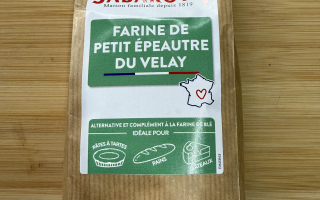 Maison familiale depuis 1819
FARINE DE
PETIT ÉPEAUTRE
DU VELAY
ALTERNATIVE ET COMPLÉMENT À LA FARINE DE BLÉ
IDÉALE POUR
PÂTES À TARTES
PAINS
GÂTEAUX